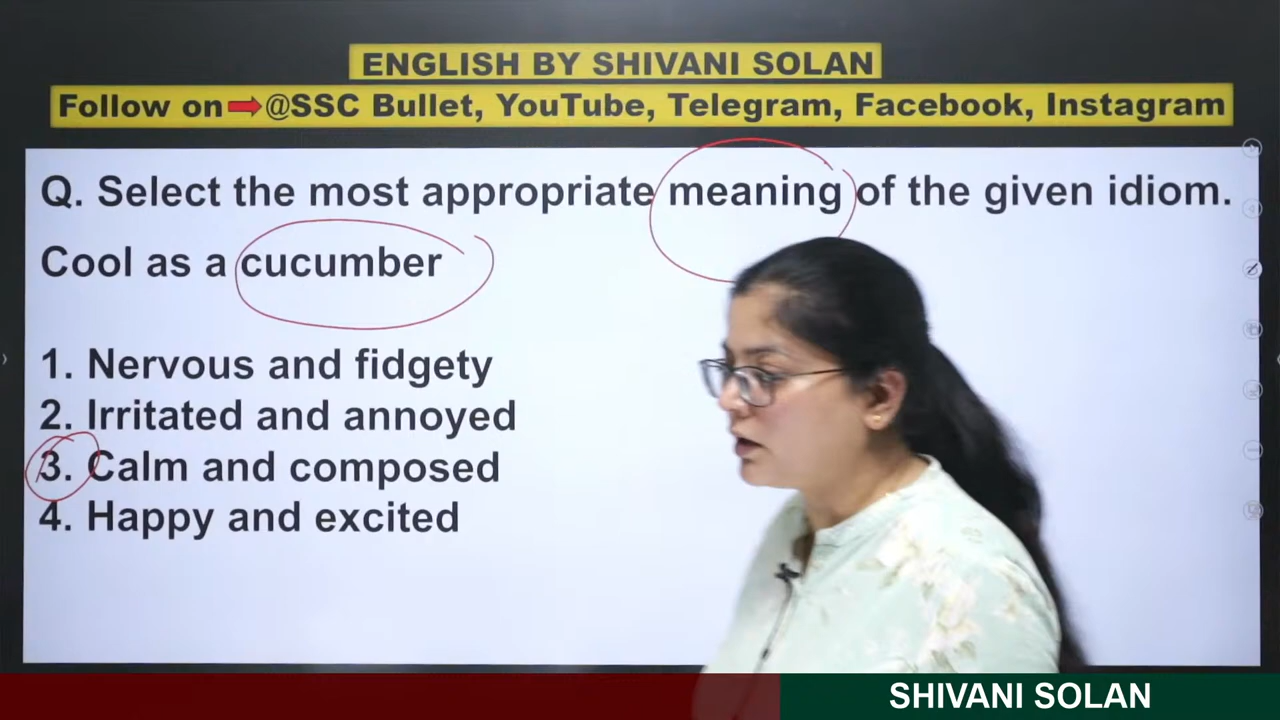 ENGLISH BY SHIVANI SOLAN
Follow on➡@SSC Bullet, YouTube, Telegram, Facebook, Instagram
Q. Select the most appropriate meaning of the given idiom.
Cool as a cucumber
1. Nervous and fidgety
2. Irritated and annoyed
3. Calm and composed
4. Happy and excited
SHIVANI SOLAN